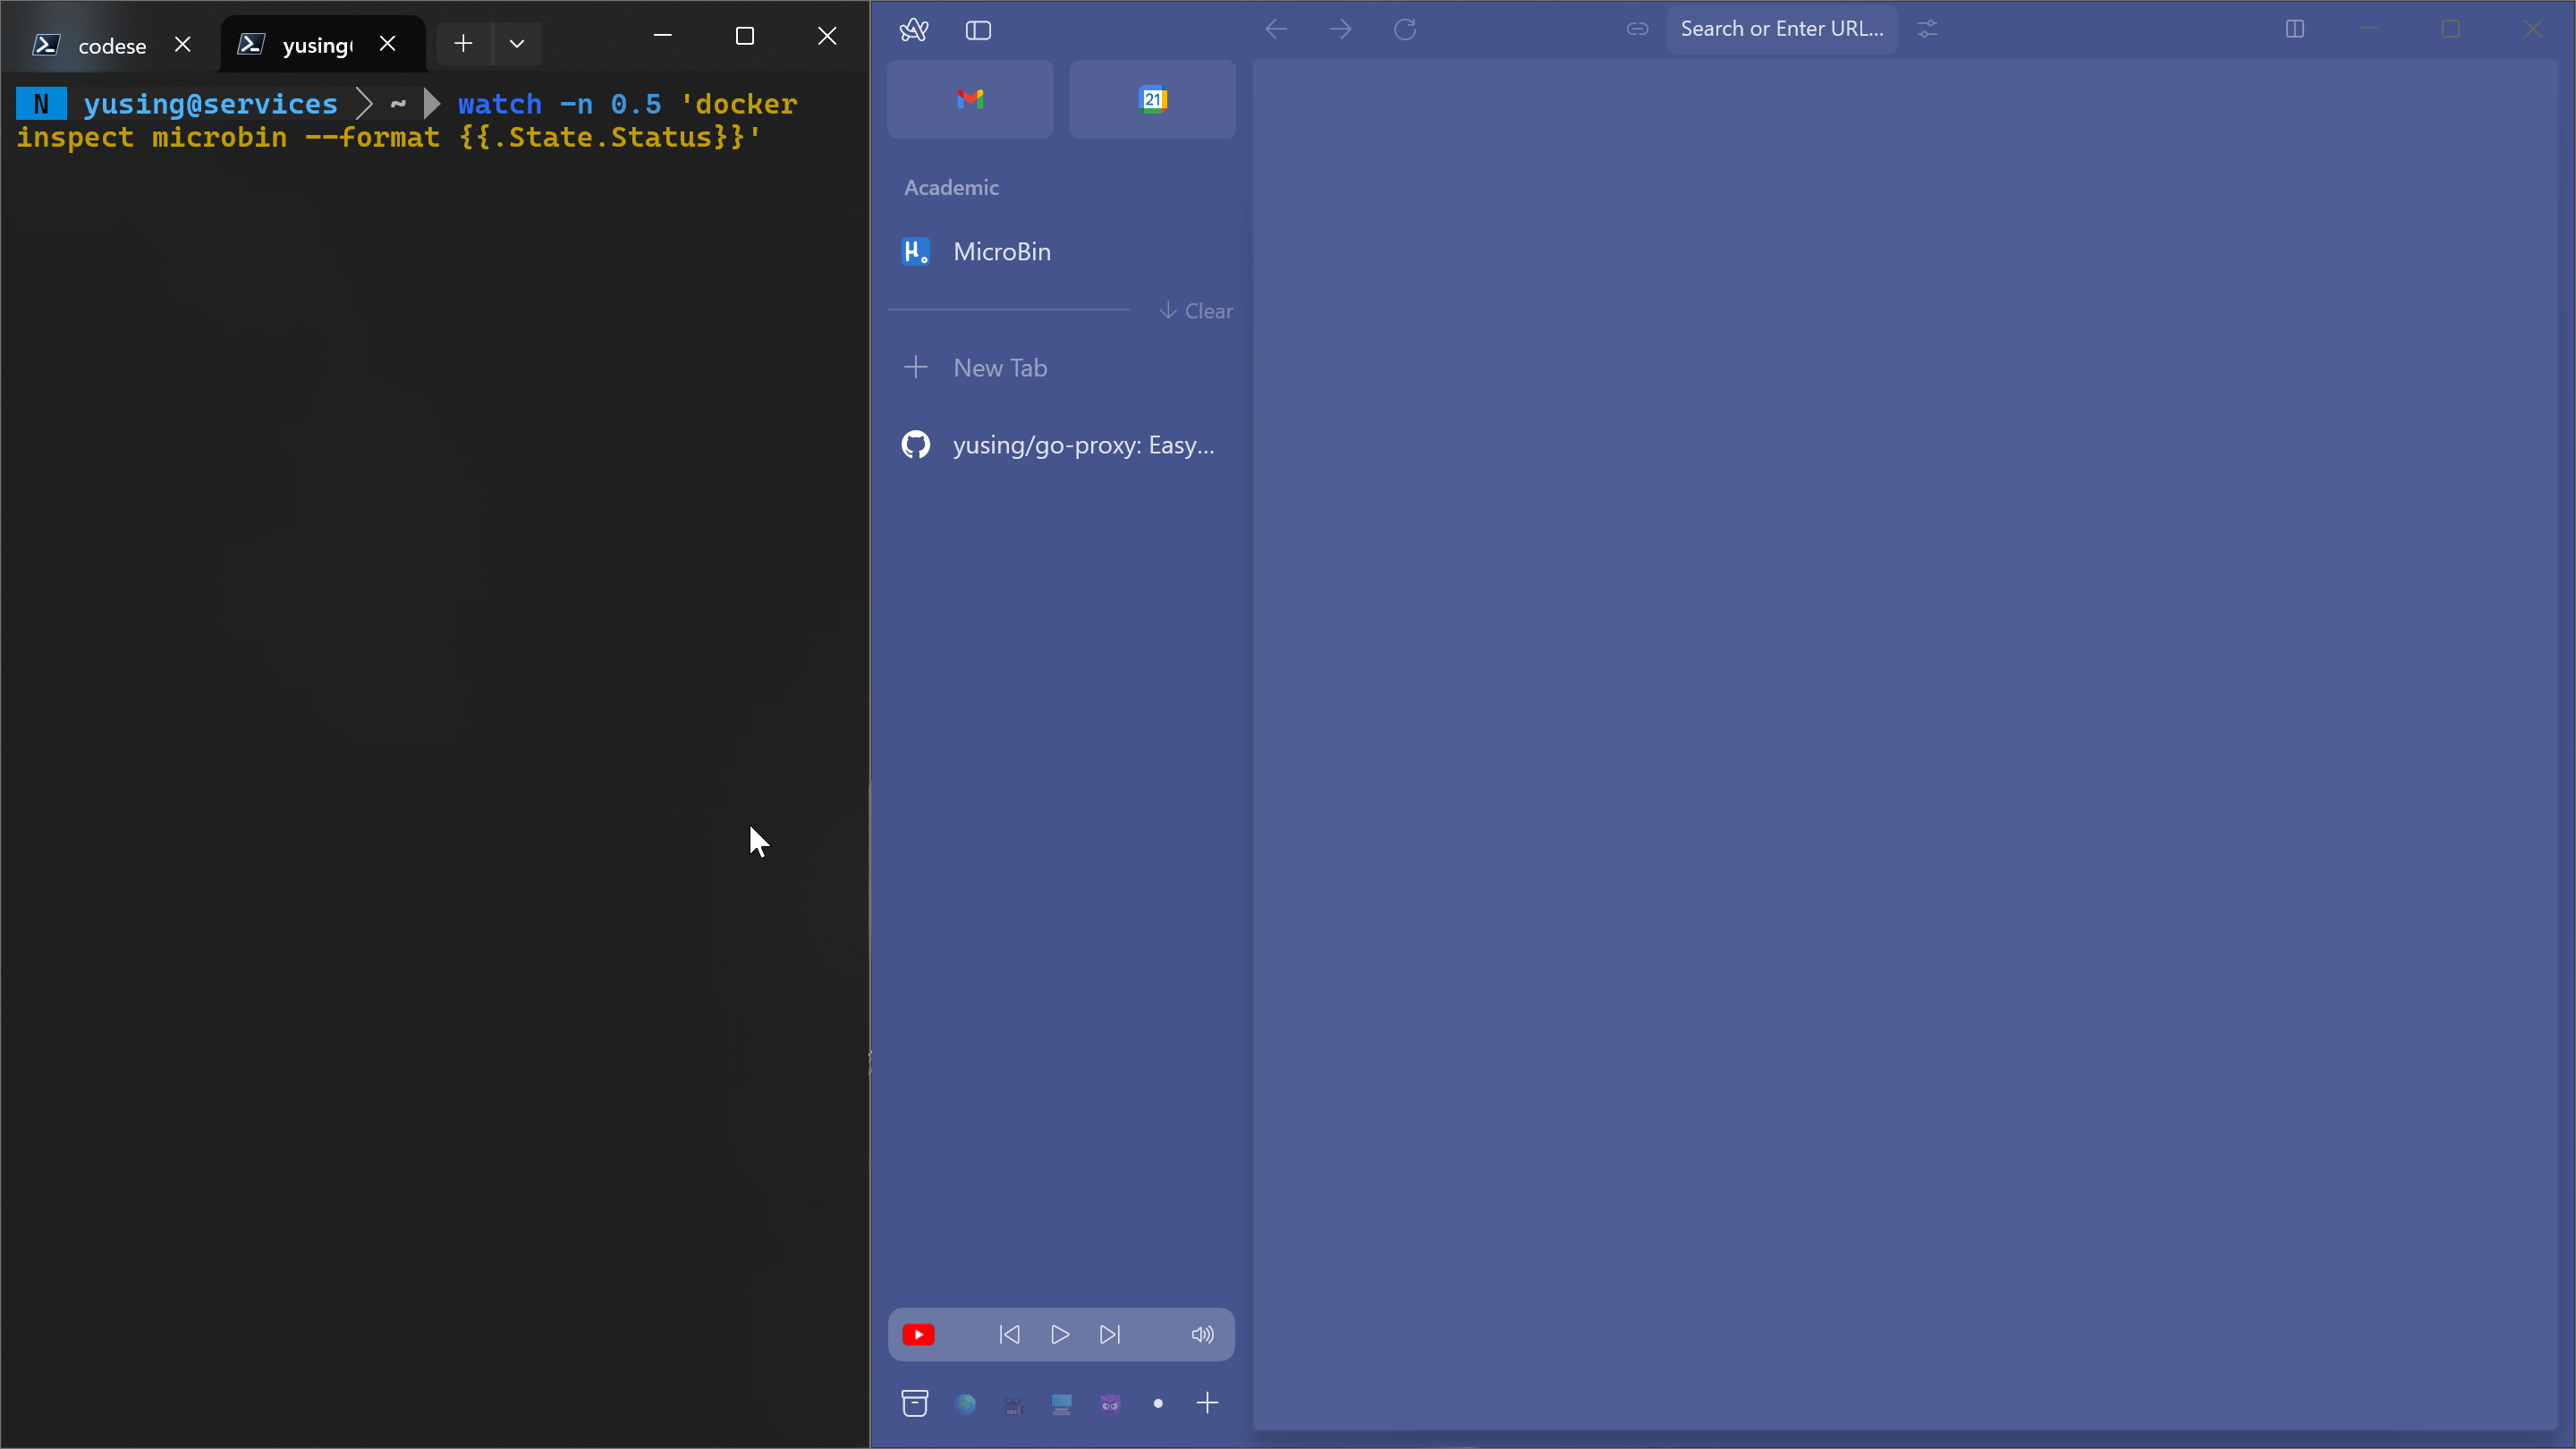 codese
yusing
N yusing@services ~ watch -n 0.5 'docker
inspect microbin --format {{.State.Status}}'
Search or Enter URL...
21
Academic
μ. MicroBin
Clear
New Tab
yusing/go-proxy: Easy...